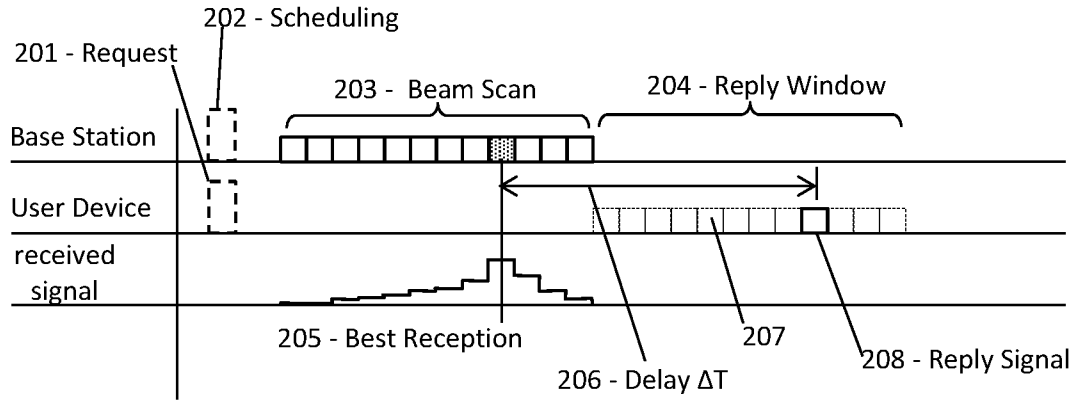 202 - Scheduling
201 - Request
203 - Beam Scan
204 - Reply Window
Base Station
User Device
received
signal
205 - Best Reception
207
208 - Reply Signal
206 - Delay ΔT